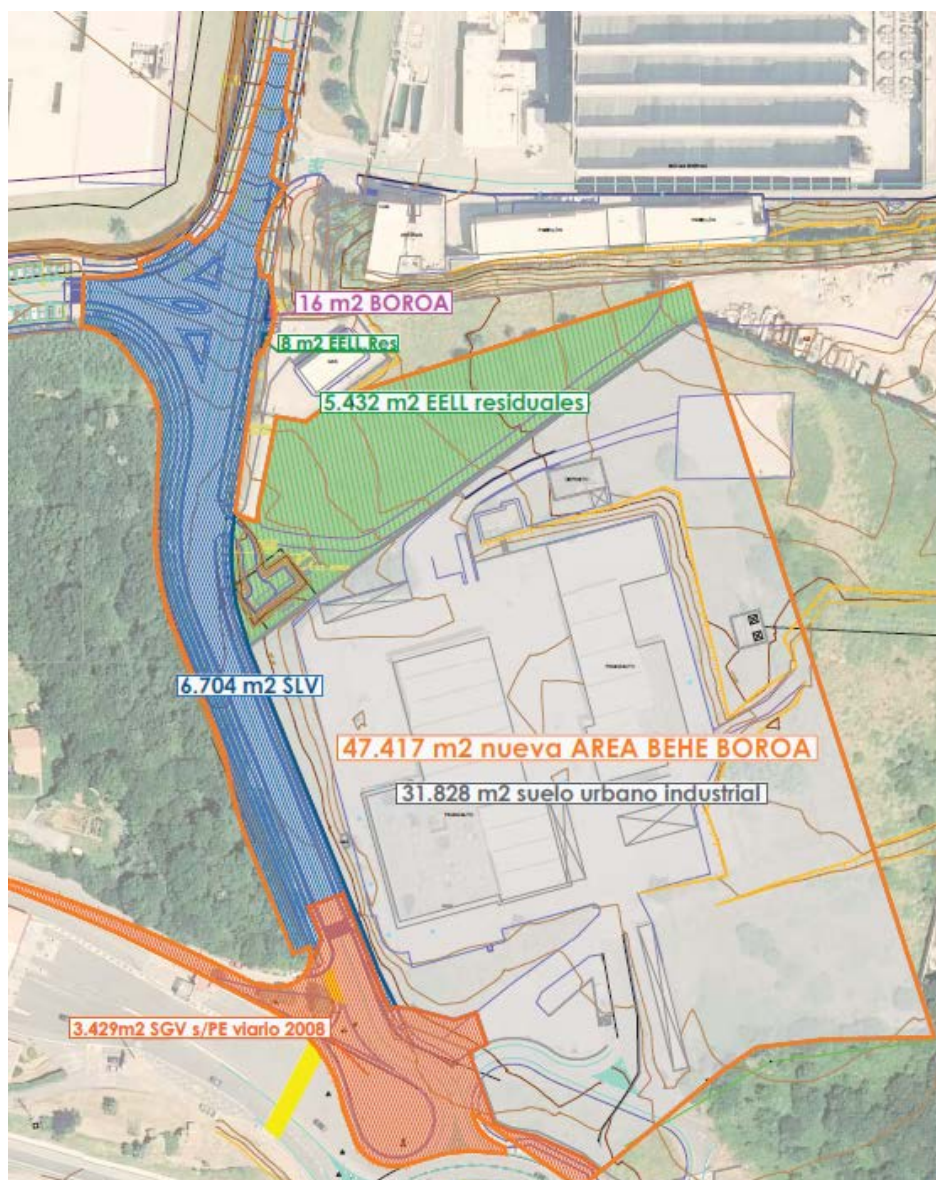 16 m2 BOROA
8 m2 EELL.Res
5.432 m2 EELL residuales
6.704 m2 SLV
47.417 m2 nueva AREA BEHE BOROA
31.828 m2 suelo urbano industrial
3.429m2 SGV s/PE viario 2008